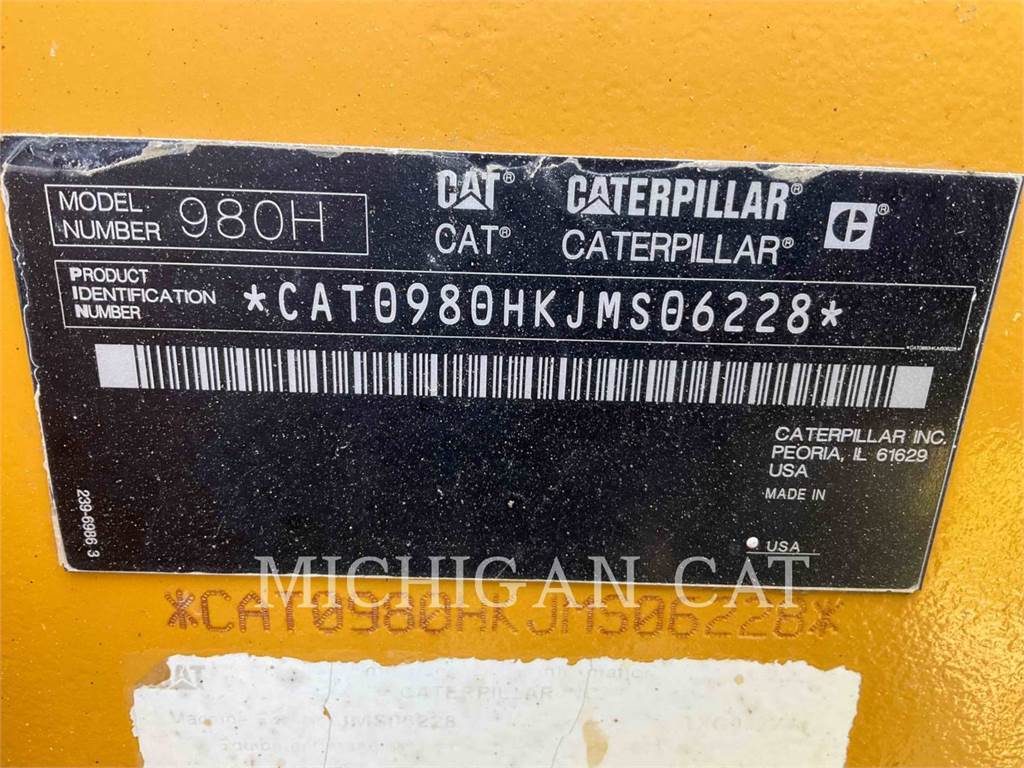 MODEL NUMBER 980H
CAT® CATERPILLAR®
CAT® CATERPILLAR®
PRODUCT
IDENTIFICATION
NUMBER
*CAT0980HKJMS06228*
CATERPILLAR INC.
PEORIA, IL 61629
USA
MADE IN
USA
239-6986 3
MICHIGAN CAT
*CAT0980HKJMS06228*
CATERPILLAR
JMS06228